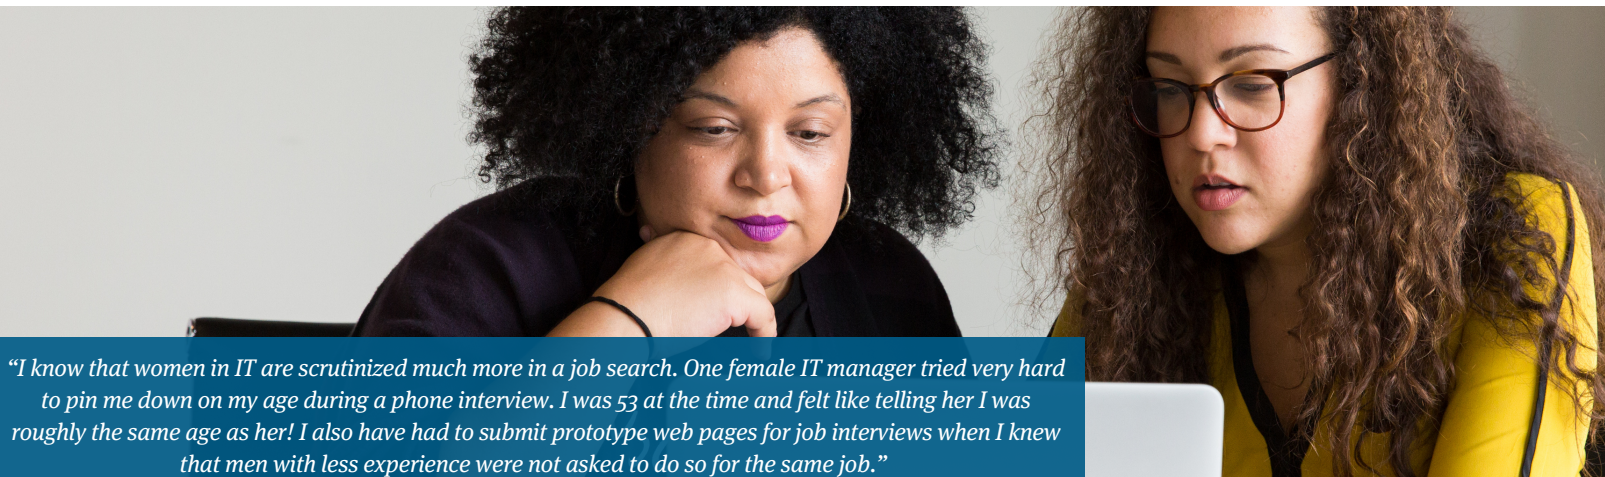 “I know that women in IT are scrutinized much more in a job search. One female IT manager tried very hard
to pin me down on my age during a phone interview. I was 53 at the time and felt like telling her I was
roughly the same age as her! I also have had to submit prototype web pages for job interviews when I knew
that men with less experience were not asked to do so for the same job.”